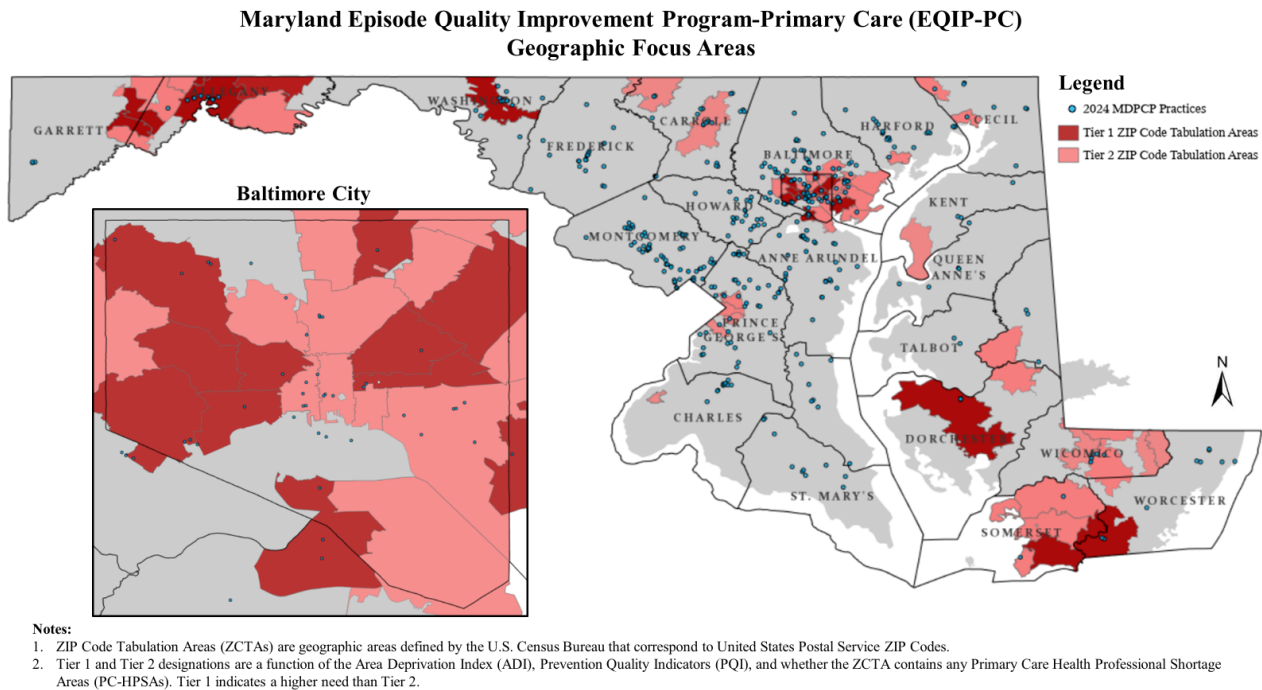 Maryland Episode Quality Improvement Program-Primary Care (EQIP-PC)
Geographic Focus Areas
Legend
2024 MDPCP Practices
Tier 1 ZIP Code Tabulation Areas
Tier 2 ZIP Code Tabulation Areas
GARRETT
ALLEGANY
WASHINGTON
FREDERICK
CARROLL
BALTIMORE
HARFORD
CECIL
HOWARD
MONTGOMERY
ANNE ARUNDEL
KENT
QUEEN
ANNE'S
PRINCE
GEORGE'S
TALBOT
CHARLES
DORCHESTER
ST. MARY'S
WICOMICO
WORCESTER
SOMERSET
N
Baltimore City
Notes:
1. ZIP Code Tabulation Areas (ZCTAs) are geographic areas defined by the U.S. Census Bureau that correspond to United States Postal Service ZIP Codes.
2. Tier 1 and Tier 2 designations are a function of the Area Deprivation Index (ADI), Prevention Quality Indicators (PQI), and whether the ZCTA contains any Primary Care Health Professional Shortage
Areas (PC-HPSAs). Tier 1 indicates a higher need than Tier 2.